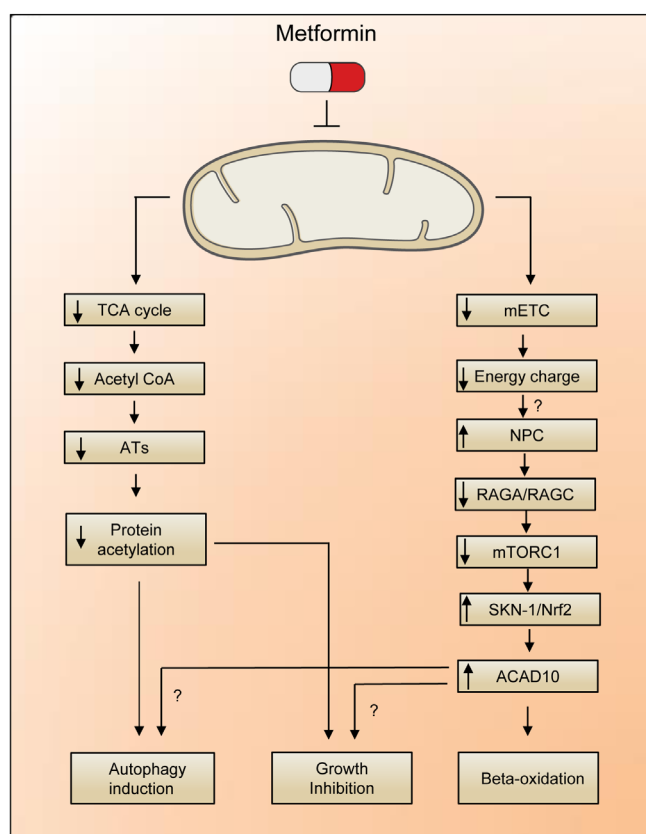 Metformin
TCA cycle
Acetyl CoA
ATs
Protein
acetylation
mETC
Energy charge
?
NPC
RAGA/RAGC
mTORC1
SKN-1/Nrf2
ACAD10
?
?
Autophagy
induction
Growth
Inhibition
Beta-oxidation